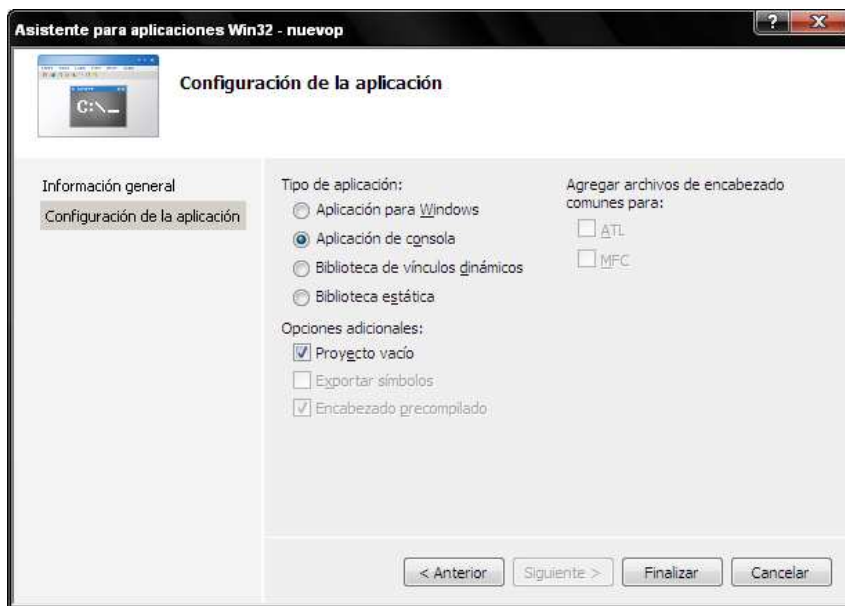 Asistente para aplicaciones Win32 - nuevop
C:\_
Configuración de la aplicación
Información general
Configuración de la aplicación
Tipo de aplicación:
Aplicación para Windows
Aplicación de consola
Biblioteca de vínculos dinámicos
Biblioteca estática
Opciones adicionales:
Proyecto vacío
Exportar símbolos
Encabezado precompilado
Agregar archivos de encabezado
comunes para:
ATL
MFC
< Anterior
Siguiente >
Finalizar
Cancelar